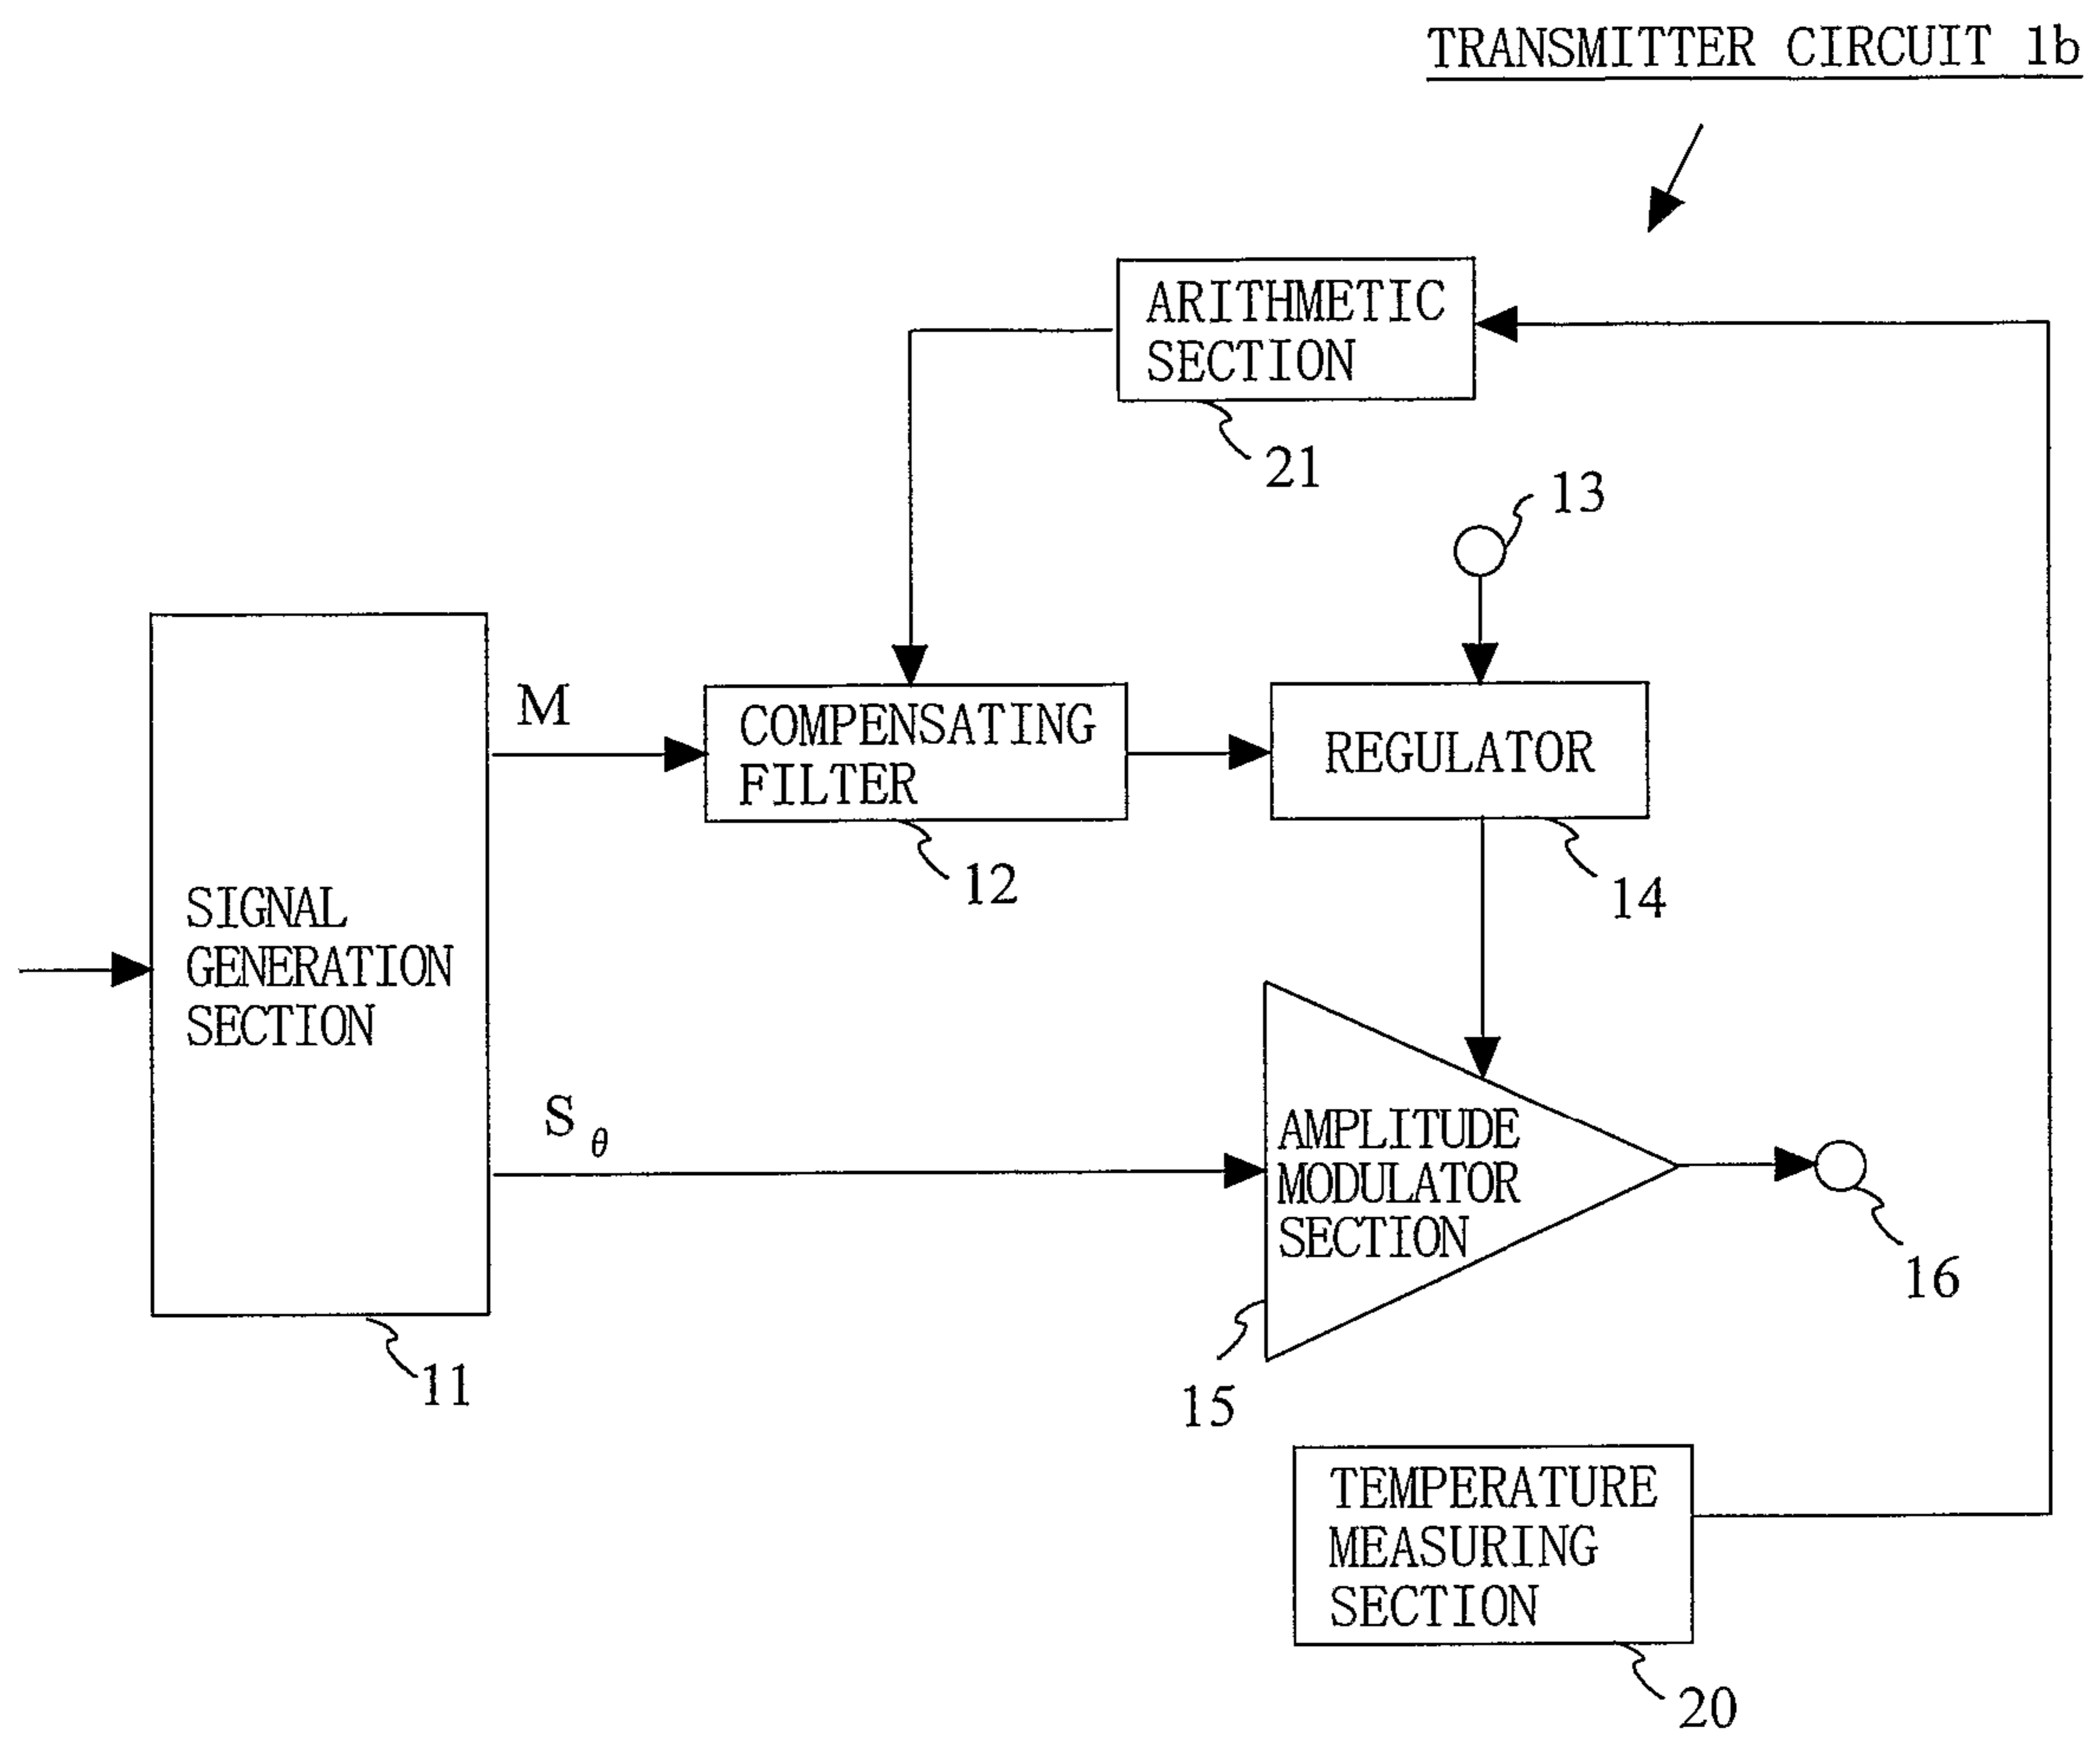 TRANSMITTER CIRCUIT 1b
ARITHMETIC
SECTION
21
13
M
COMPENSATING
FILTER
12
REGULATOR
14
SIGNAL
GENERATION
SECTION
11
S θ
AMPLITUDE
MODULATOR
SECTION
15
16
TEMPERATURE
MEASURING
SECTION
20